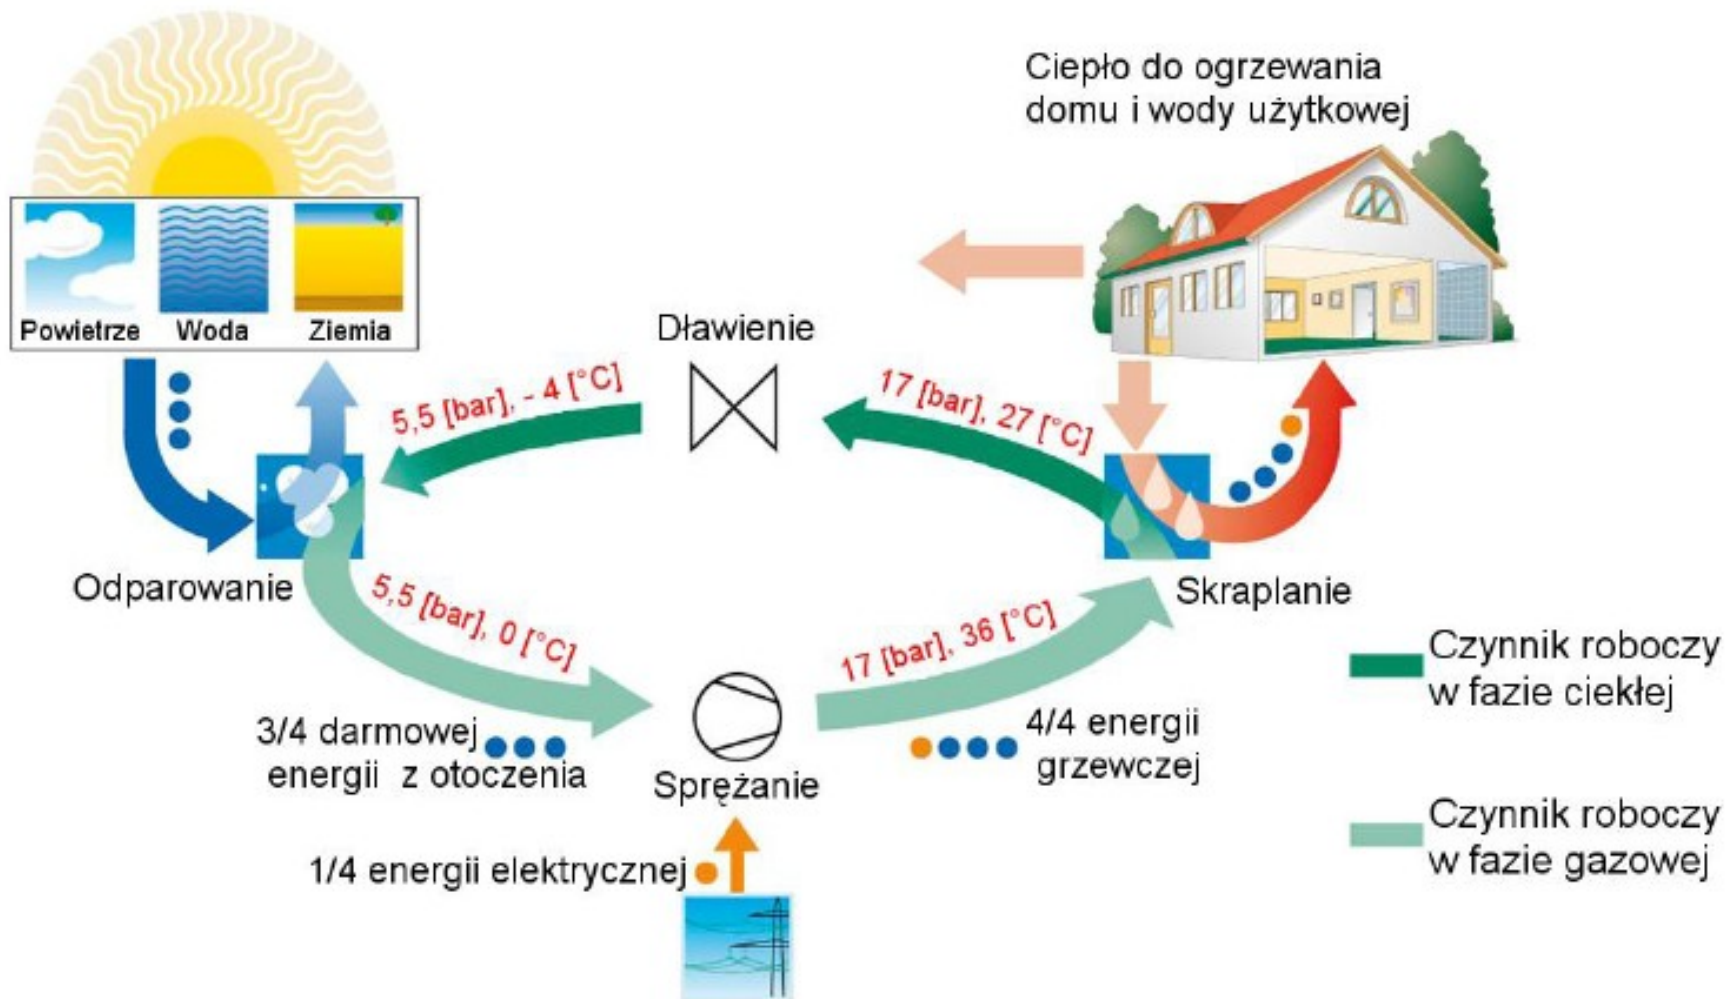 Ciepło do ogrzewania
domu i wody użytkowej
Powietrze
Woda
Ziemia
Dławienie
5,5 [bar], - 4 [°C]
17 [bar], 27 [°C]
Odparowanie
Skraplanie
5,5 [bar], 0 [°C]
17 [bar], 36 [°C]
3/4 darmowej
energii z otoczenia
Sprężanie
4/4 energii
grzewczej
1/4 energii elektrycznej
Czynnik roboczy
w fazie ciekłej
Czynnik roboczy
w fazie gazowej